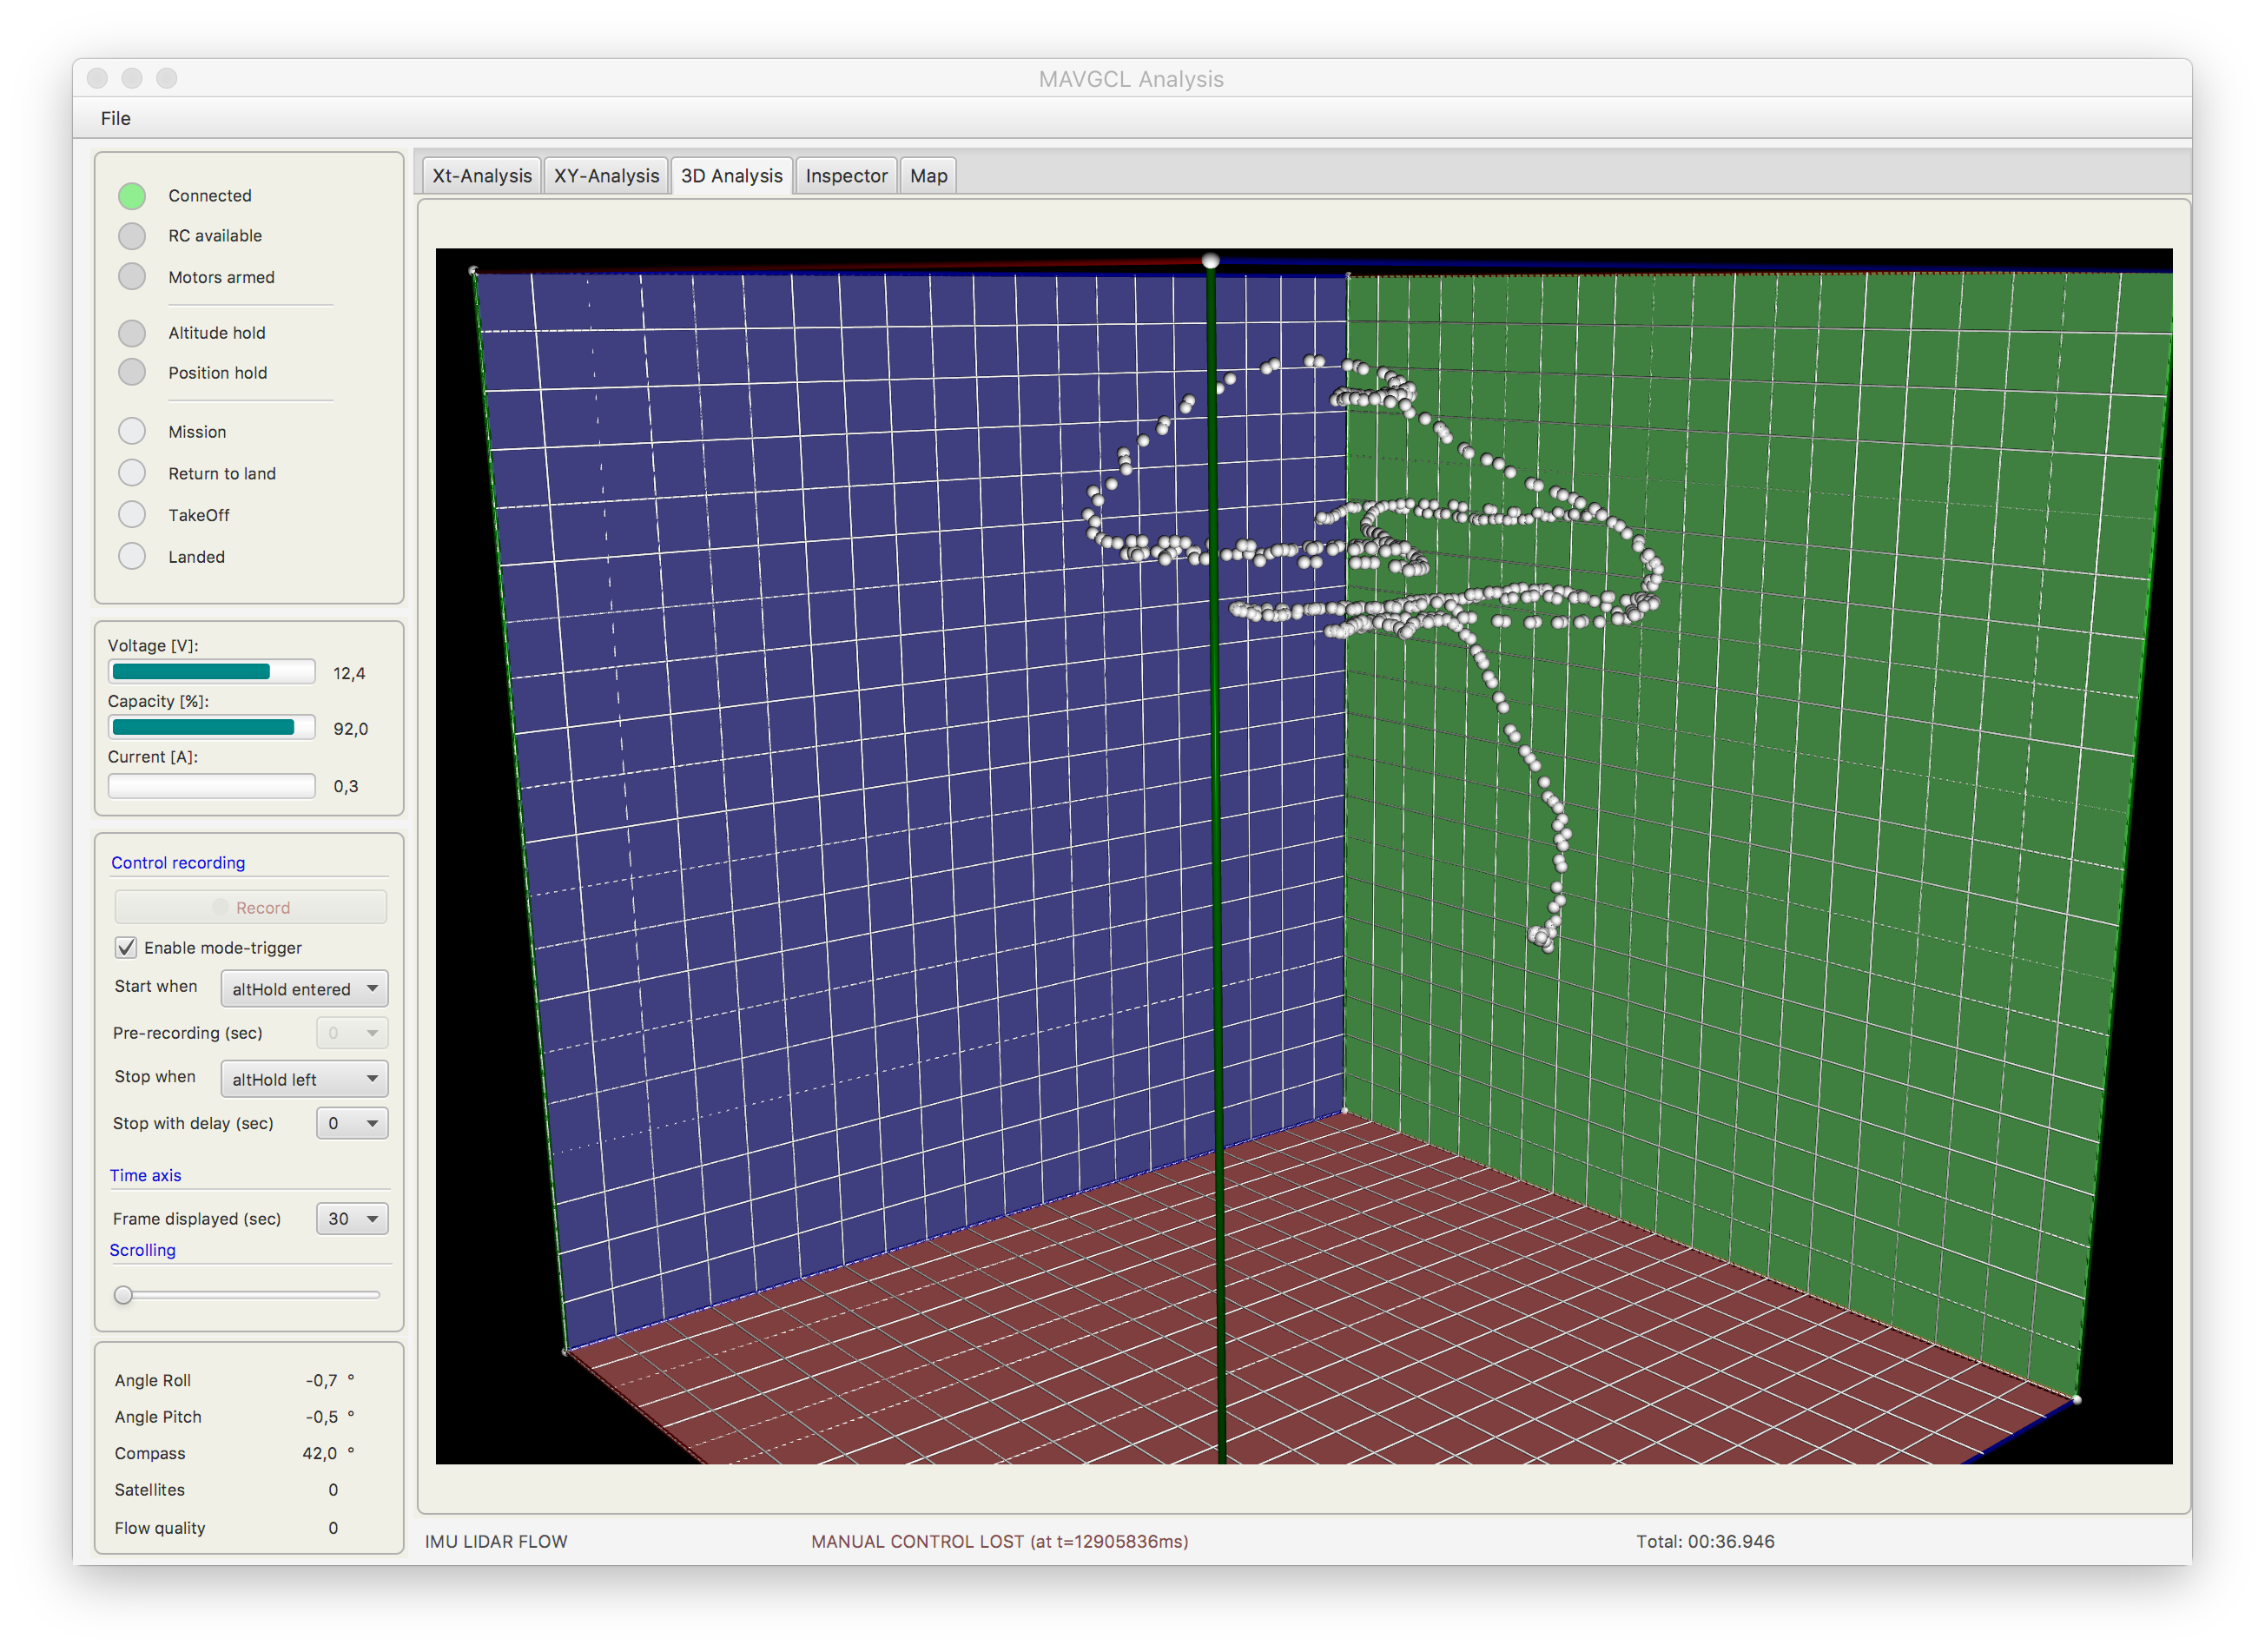 MAVGCL Analysis
File
Connected
RC available
Motors armed
Altitude hold
Position hold
Mission
Return to land
TakeOff
Landed
Voltage [V]:
12,4
Capacity [%]:
92,0
Current [A]:
0,3
Control recording
Record
Enable mode-trigger
Start when altHold entered
Pre-recording (sec) 0
Stop when altHold left
Stop with delay (sec) 0
Time axis
Frame displayed (sec) 30
Scrolling
Angle Roll -0,7 °
Angle Pitch -0,5 °
Compass 42,0 °
Satellites 0
Flow quality 0
Xt-Analysis XY-Analysis 3D Analysis Inspector Map
IMU LIDAR FLOW MANUAL CONTROL LOST (at t=12905836ms) Total: 00:36.946